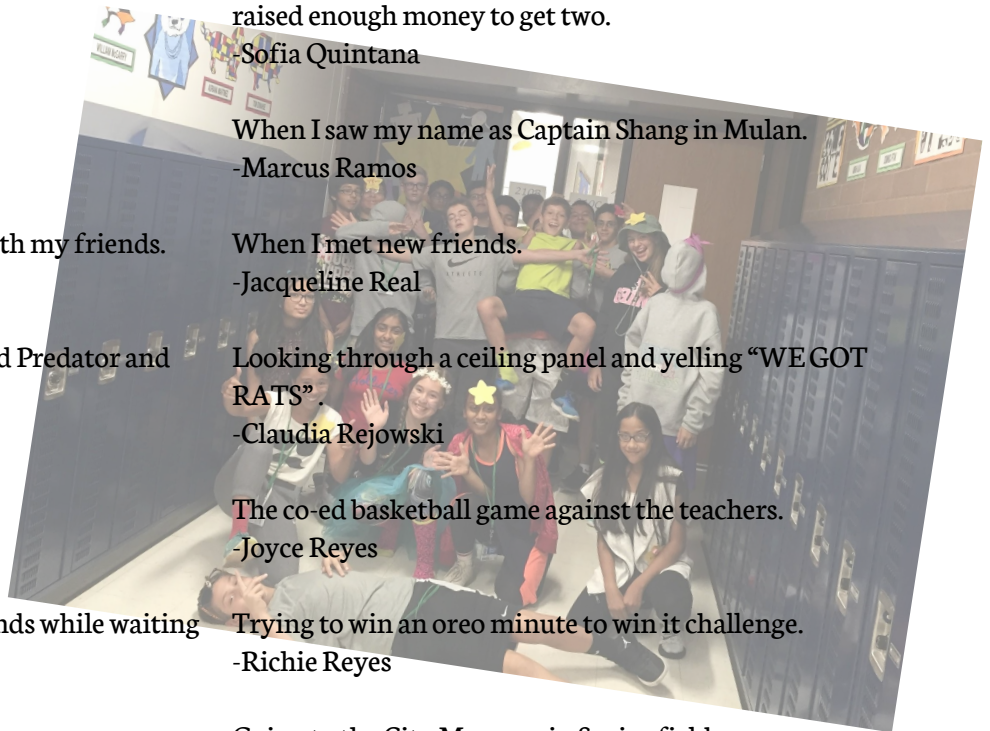 th my friends.
d Predator and
nds while waiting
raised enough money to get two.
-Sofia Quintana
When I saw my name as Captain Shang in Mulan.
-Marcus Ramos
When I met new friends.
-Jacqueline Real
Looking through a ceiling panel and yelling “WE GOT
RATS” .
-Claudia Rejowski
The co-ed basketball game against the teachers.
-Joyce Reyes
Trying to win an oreo minute to win it challenge.
-Richie Reyes